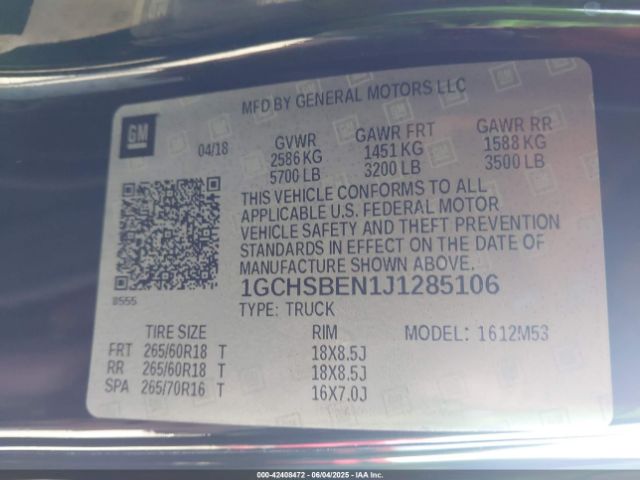 MFD BY GENERAL MOTORS LLC
GM
04/18
GVWR GAWR FRT GAWR RR
2586 KG 1451 KG 1588 KG
5700 LB 3200 LB 3500 LB
THIS VEHICLE CONFORMS TO ALL
APPLICABLE U.S. FEDERAL MOTOR
VEHICLE SAFETY AND THEFT PREVENTION
STANDARDS IN EFFECT ON THE DATE OF
MANUFACTURE SHOWN ABOVE.
8555
1GCHSBEN1J1285106
TYPE: TRUCK
TIRE SIZE RIM MODEL: 1612M53
FRT 265/60R18 T 18X8.5J
RR 265/60R18 T 18X8.5J
SPA 265/70R16 T 16X7.0J
000-42408472 - 06/04/2025 - IAA Inc.